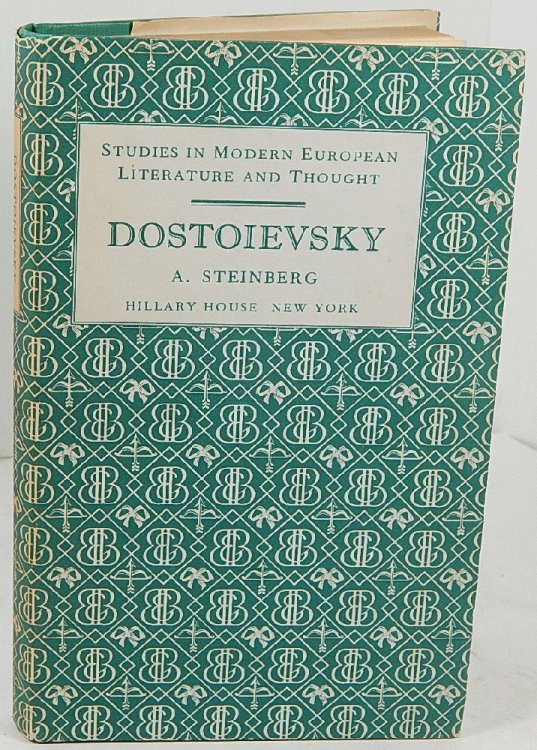 STUDIES IN MODERN EUROPEAN
LITERATURE AND THOUGHT
DOSTOIEVSKY
A. STEINBERG
HILLARY HOUSE NEW YORK